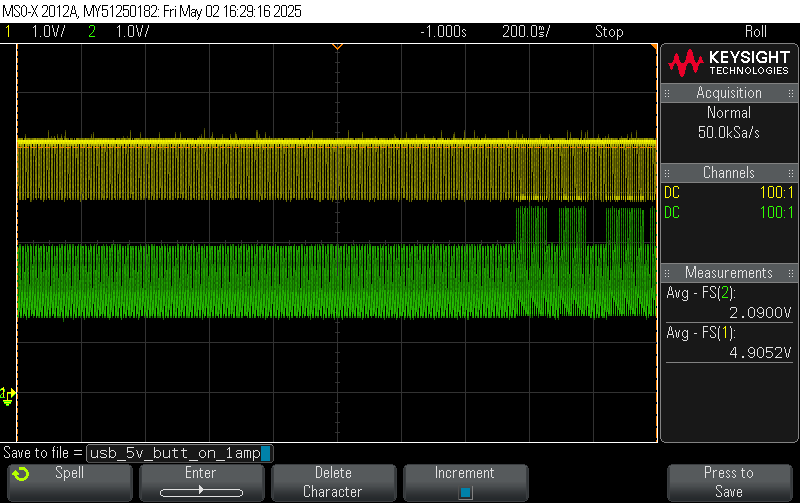 MSO-X 2012A, MY51250182: Fri May 02 16:29:16 2025
1 1.0V/ 2 1.0V/ -1.000s 200.0ms/ Stop Roll
KEYSIGHT
TECHNOLOGIES
Acquisition
Normal
50.0kSa/s
Channels
DC 100:1
DC 100:1
Measurements
Avg - FS(2):
2.0900V
Avg - FS(1):
4.9052V
Save to file = usb_5v_butt_on_1amp
Spell Enter Delete Character Increment Press to Save